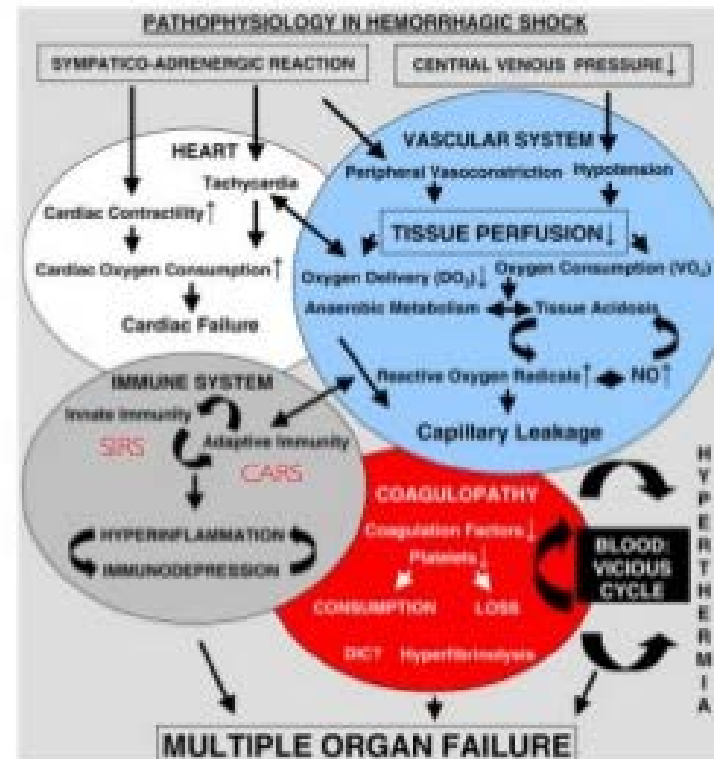 PATHOPHYSIOLOGY IN HEMORRHAGIC SHOCK
SYMPATICO-ADRENERGIC REACTION
CENTRAL VENOUS PRESSURE↓
HEART
Tachycardia
Cardiac Contractility↑
Cardiac Oxygen Consumption↑
Cardiac Failure
VASCULAR SYSTEM
Peripheral Vasoconstriction Hypotension
TISSUE PERFUSION↓
Oxygen Delivery (DO₂)↓ Oxygen Consumption (VO₂)
Anaerobic Metabolism Tissue Acidosis
Reactive Oxygen Radicals↑ NO↑
Capillary Leakage
IMMUNE SYSTEM
Innate Immunity
SIRS
Adaptive Immunity
CARS
HYPERINFLAMMATION
IMMUNODEPRESSION
COAGULOPATHY
Coagulation Factors↓
Platelets↓
CONSUMPTION LOSS
DICT Hyperfibrinolysis
BLOOD:
VICIOUS
CYCLE
HYPERTHERMIA
MULTIPLE ORGAN FAILURE